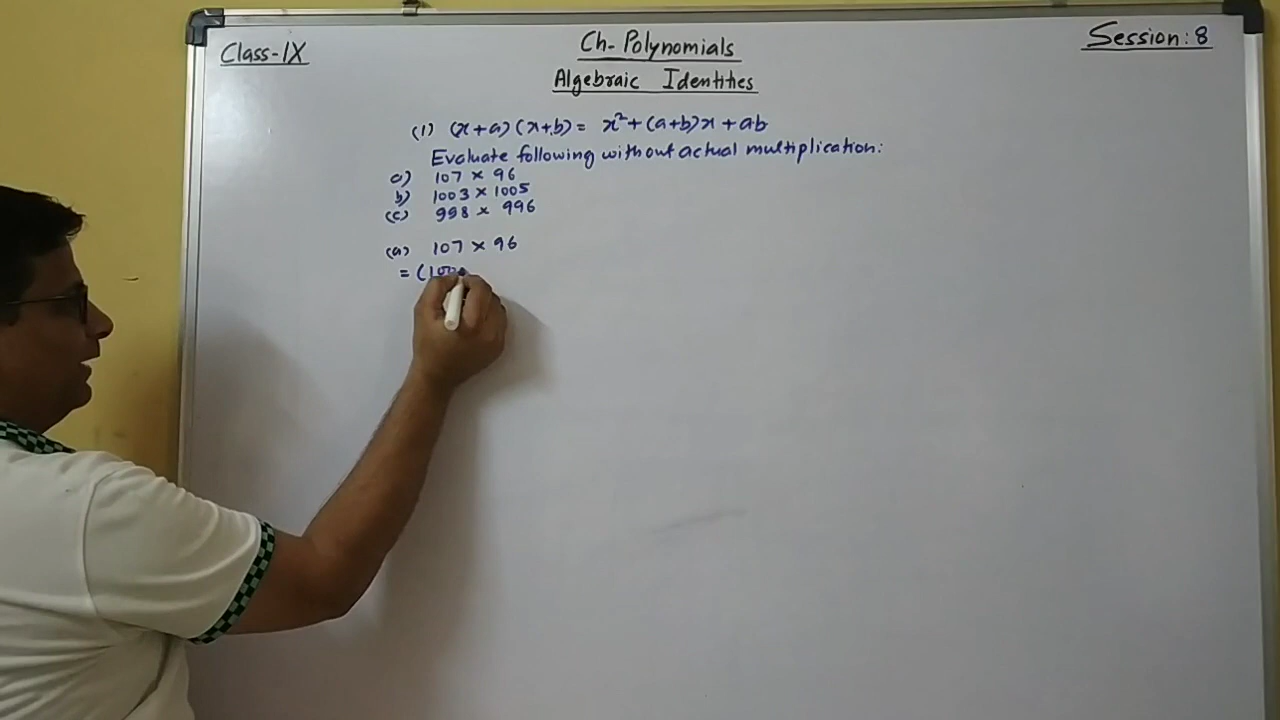 Class-IX
Ch- Polynomials
Session: 8
Algebraic Identities
(1) (x+a)(x+b) = x²+(a+b)x+ab
Evaluate following without actual multiplication:
a) 107 × 96
b) 1003 × 1005
(c) 998 × 996
(a) 107 × 96
= (100